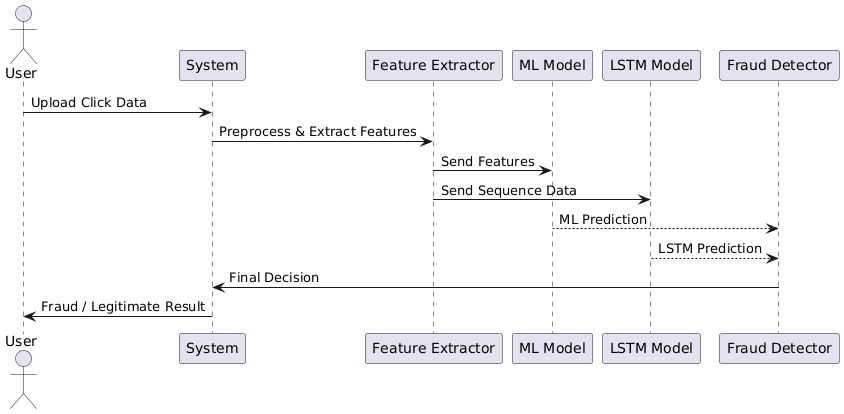 User
System
Feature Extractor
ML Model
LSTM Model
Fraud Detector
Upload Click Data
Preprocess & Extract Features
Send Features
Send Sequence Data
ML Prediction
LSTM Prediction
Final Decision
Fraud / Legitimate Result
User
System
Feature Extractor
ML Model
LSTM Model
Fraud Detector